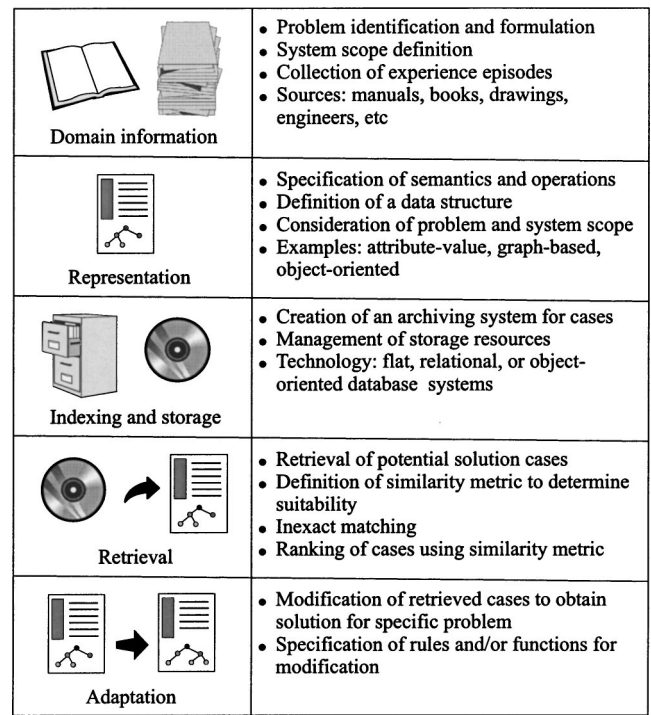 Domain information
• Problem identification and formulation
• System scope definition
• Collection of experience episodes
• Sources: manuals, books, drawings,
engineers, etc
Representation
• Specification of semantics and operations
• Definition of a data structure
• Consideration of problem and system scope
• Examples: attribute-value, graph-based,
object-oriented
Indexing and storage
• Creation of an archiving system for cases
• Management of storage resources
• Technology: flat, relational, or object-
oriented database systems
Retrieval
• Retrieval of potential solution cases
• Definition of similarity metric to determine
suitability
• Inexact matching
• Ranking of cases using similarity metric
Adaptation
• Modification of retrieved cases to obtain
solution for specific problem
• Specification of rules and/or functions for
modification